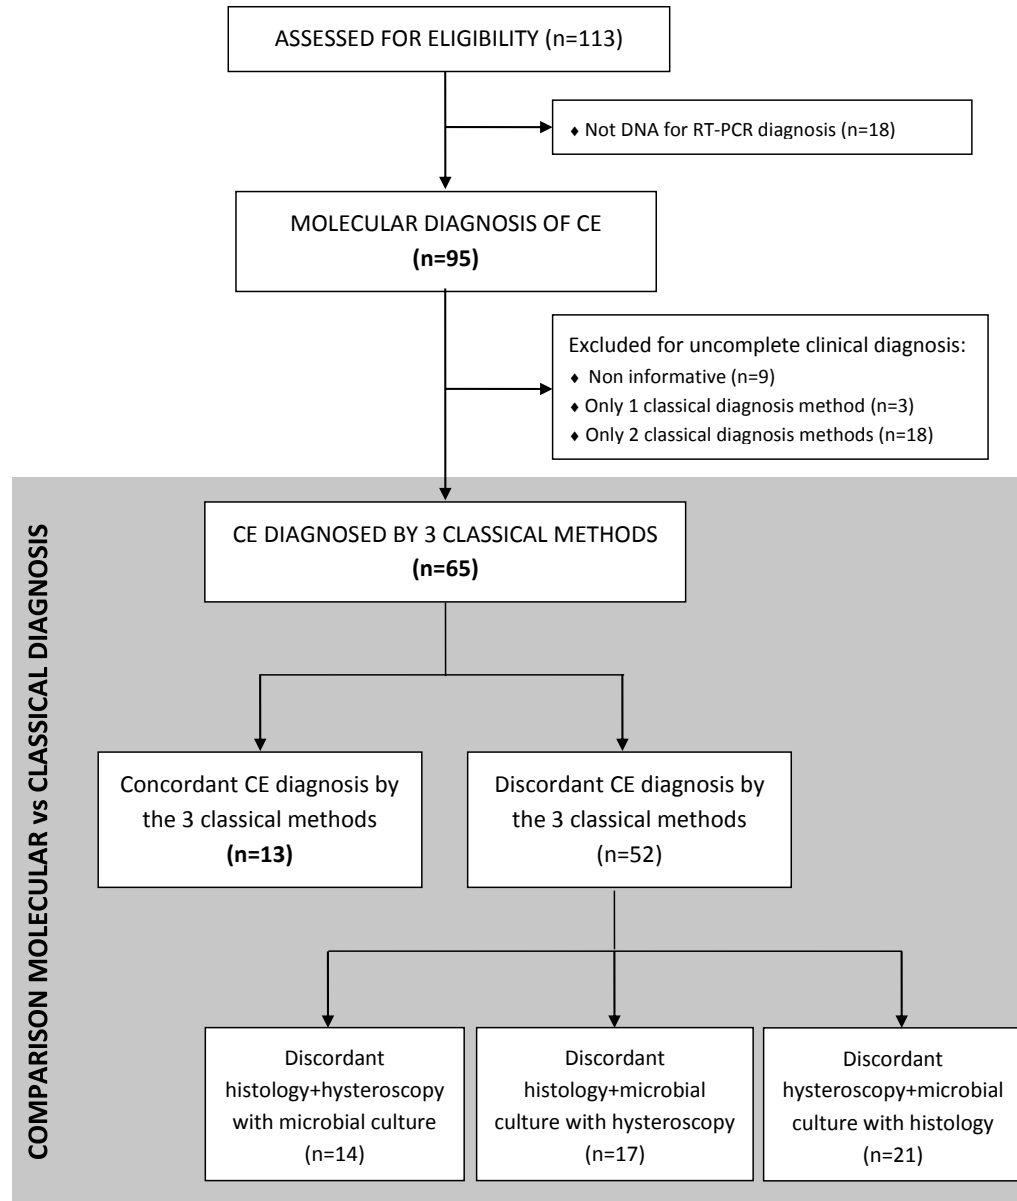 ASSESSED FOR ELIGIBILITY (n=113)
♦ Not DNA for RT-PCR diagnosis (n=18)
MOLECULAR DIAGNOSIS OF CE
(n=95)
Excluded for uncomplete clinical diagnosis:
♦ Non informative (n=9)
♦ Only 1 classical diagnosis method (n=3)
♦ Only 2 classical diagnosis methods (n=18)
COMPARISON MOLECULAR vs CLASSICAL DIAGNOSIS
CE DIAGNOSED BY 3 CLASSICAL METHODS
(n=65)
Concordant CE diagnosis by
the 3 classical methods
(n=13)
Discordant CE diagnosis by
the 3 classical methods
(n=52)
Discordant
histology+hysteroscopy
with microbial culture
(n=14)
Discordant
histology+microbial
culture with hysteroscopy
(n=17)
Discordant
hysteroscopy+microbial
culture with histology
(n=21)